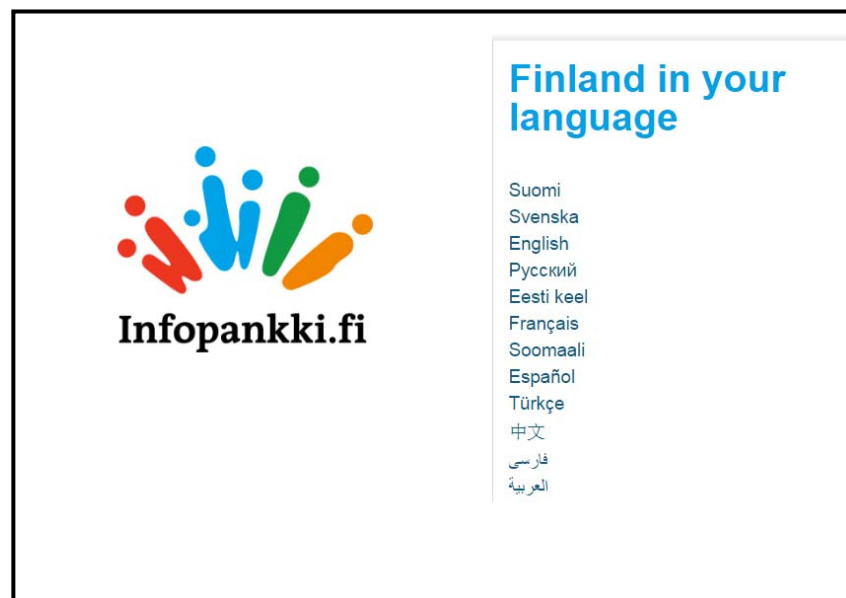 Infopankki.fi
Finland in your
language
Suomi
Svenska
English
Русский
Eesti keel
Français
Soomaali
Español
Türkçe
中文
فارسی
العربية